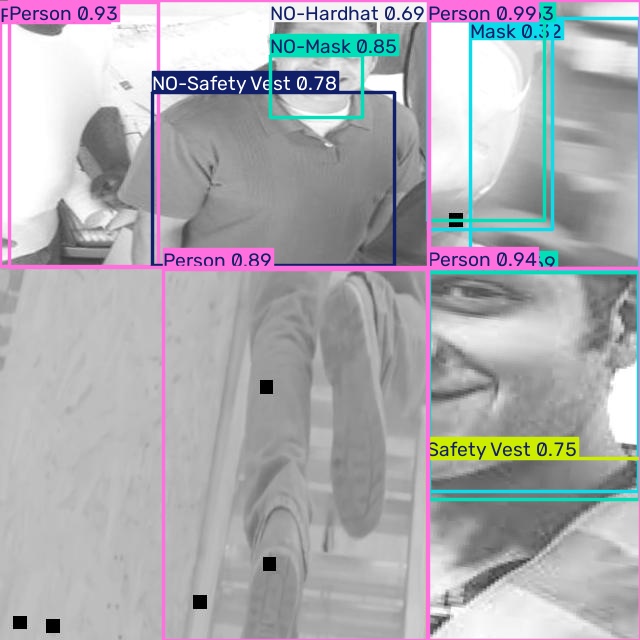 Person 0.93
NO-Hardhat 0.69
Person 0.99
NO-Mask 0.85
Mask 0.32
NO-Safety Vest 0.78
Person 0.89
Person 0.94
Safety Vest 0.75